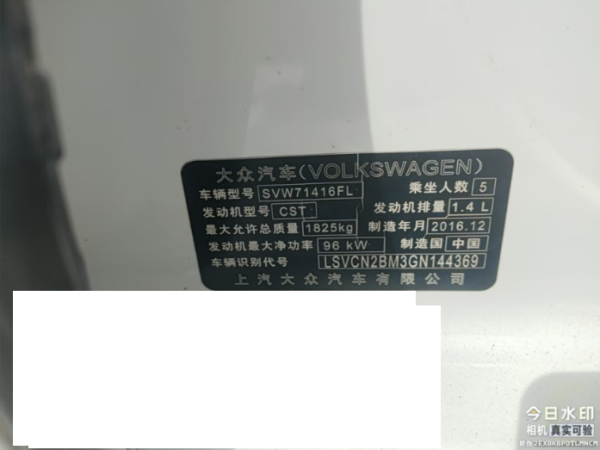 大众汽车(VOLKSWAGEN)
车辆型号 SVW71416FL 乘坐人数 5
发动机型号 CST 发动机排量 1.4 L
最大允许总质量 1825kg 制造年月 2016.12
发动机最大净功率 96 kW 制造国 中国
车辆识别代号 LSVCN2BM3GN144369
上汽大众汽车有限公司
今日水印
相机 真实可验